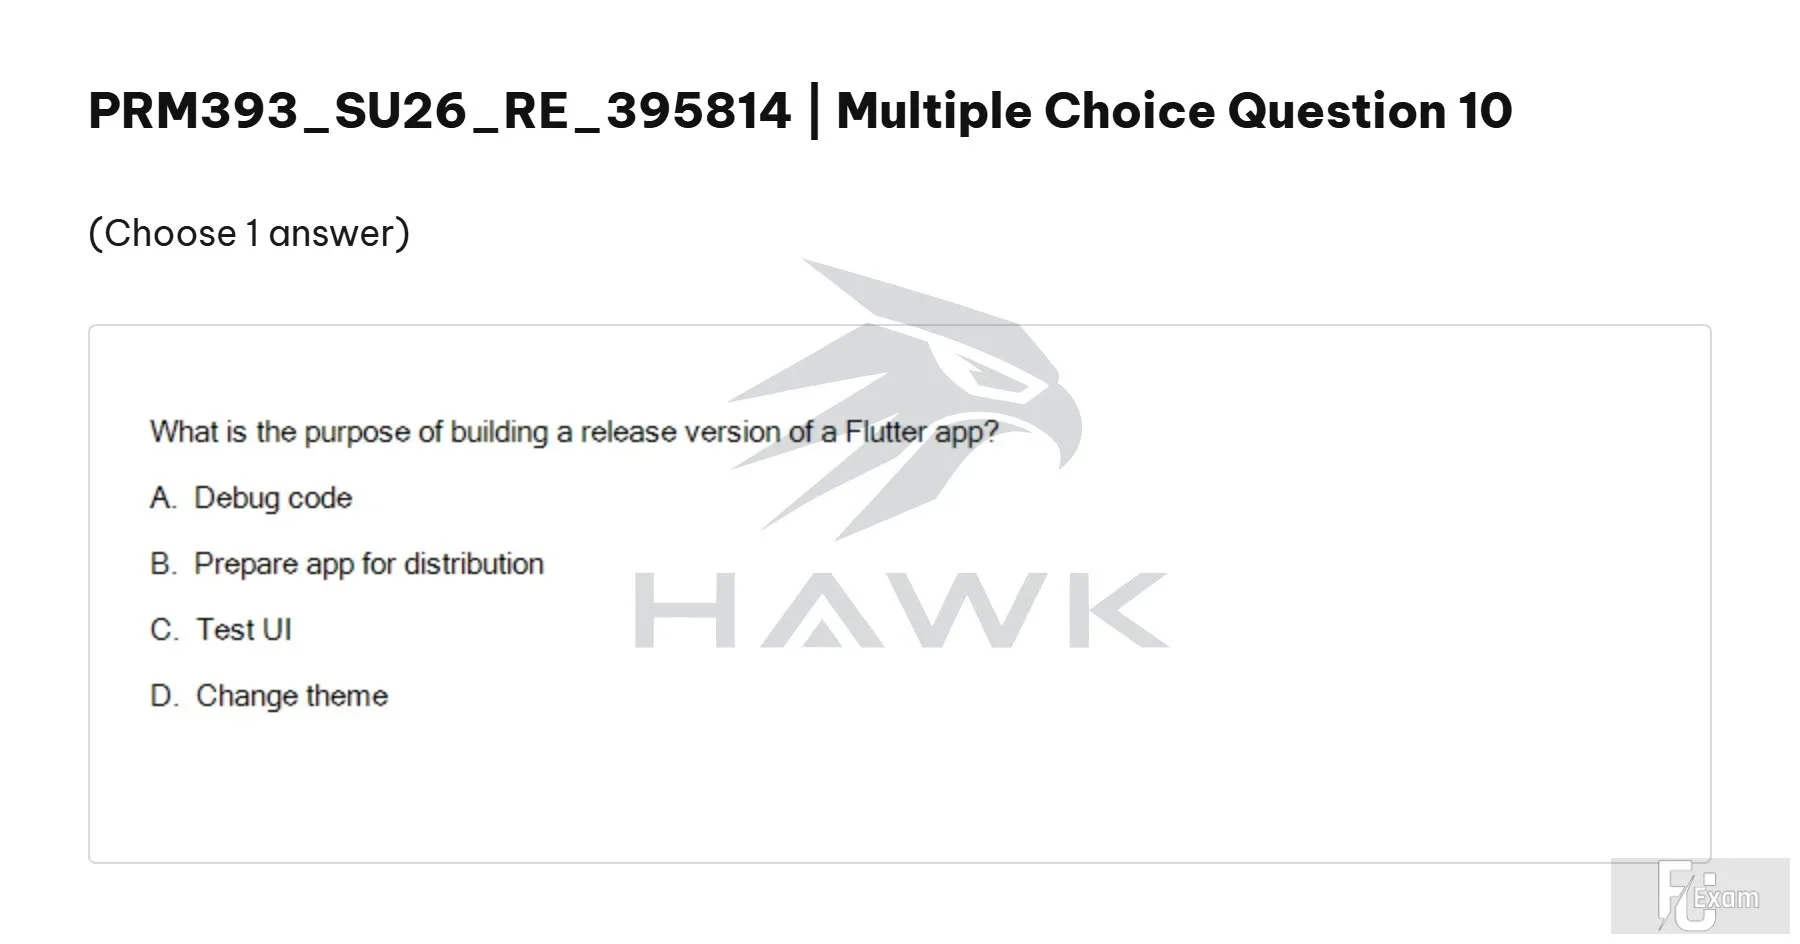 PRM393_SU26_RE_395814 | Multiple Choice Question 10
(Choose 1 answer)
What is the purpose of building a release version of a Flutter app?
A. Debug code
B. Prepare app for distribution
HAWK
C. Test UI
D. Change theme
FU Exam